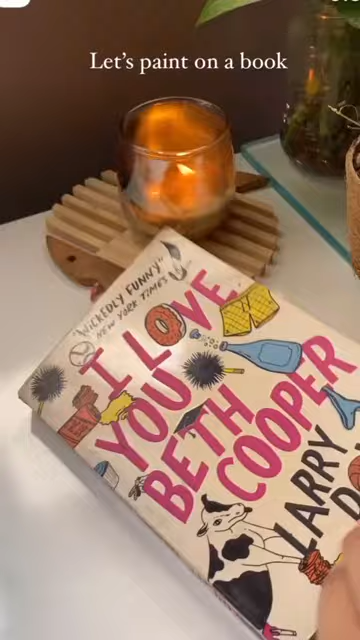 Let's paint on a book
"WICKEDLY FUNNY"
NEW YORK TIMES
I LOVE
YOU
BETH
COOPER
LARRY